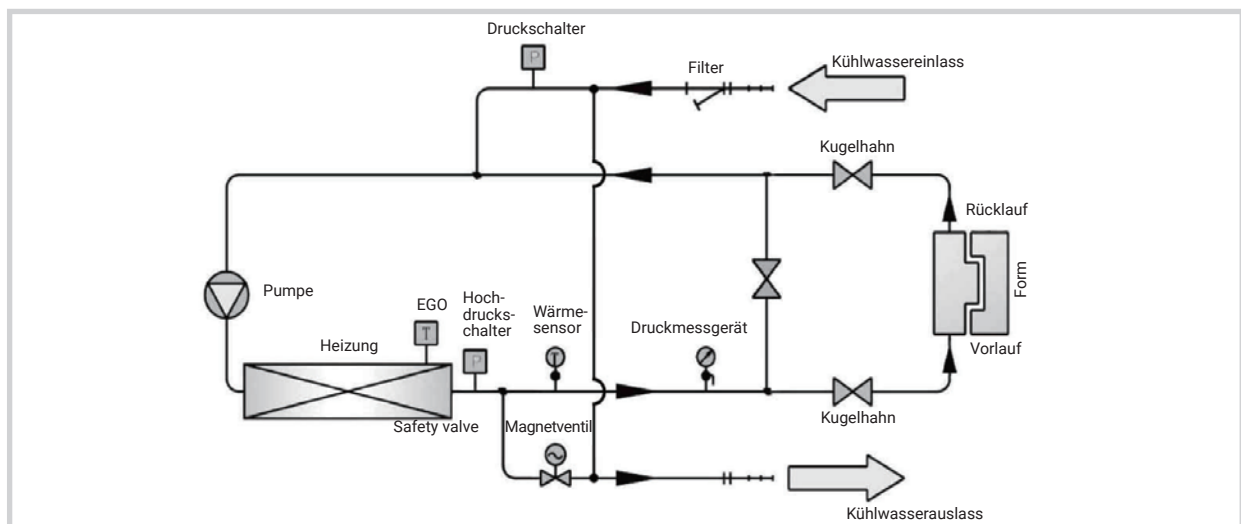 Druckschalter
P
Filter
Kühlwassereinlass
Kugelhahn
Rücklauf
Pumpe
EGO
Hoch-
drucks-
schalter
Wärme-
sensor
Druckmessgerät
Form
T
P
T
Heizung
Vorlauf
Safety valve
Magnetventil
Kugelhahn
Kühlwasserauslass